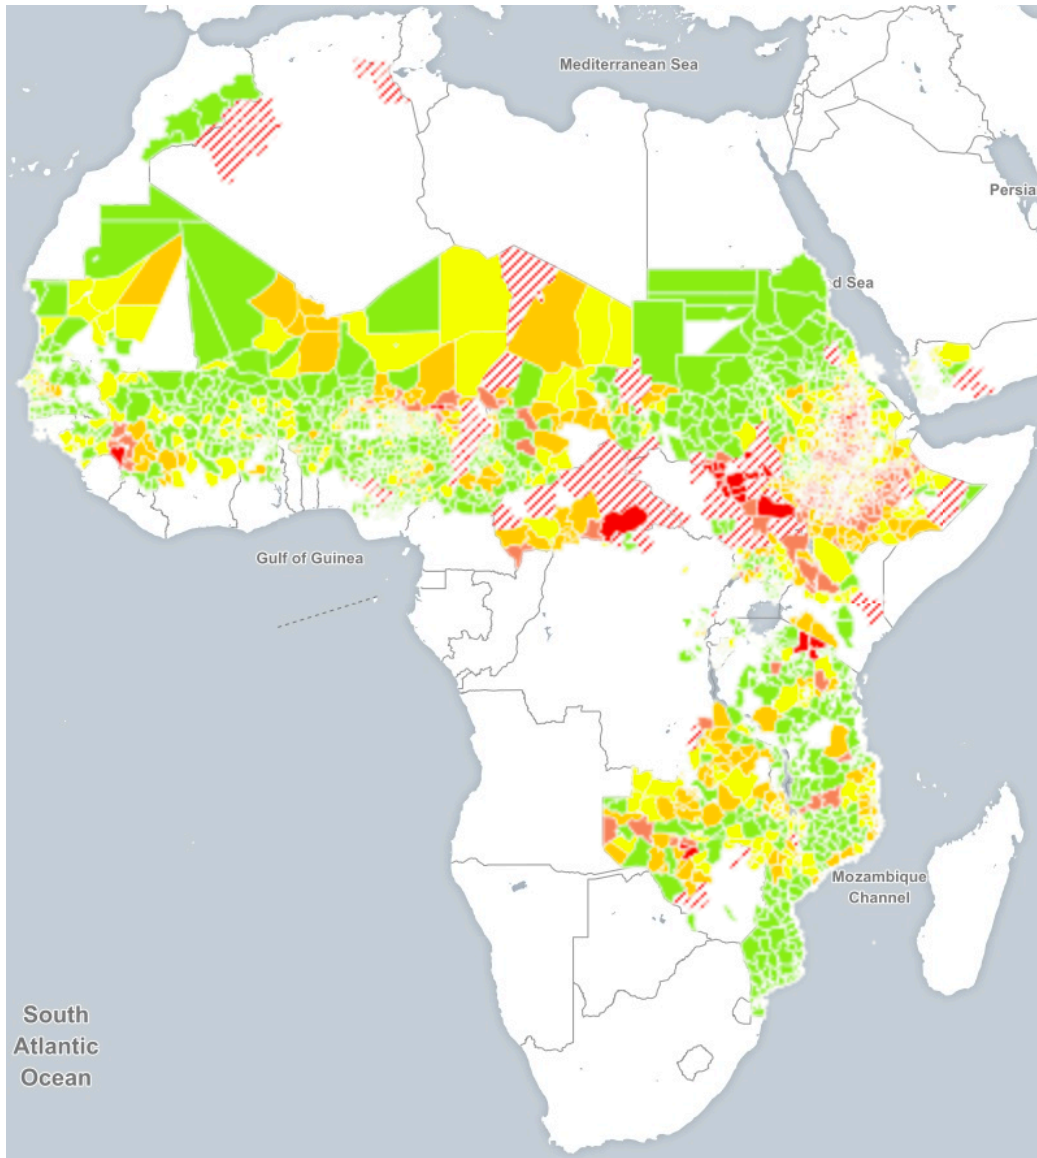 Mediterranean Sea
Persia
d Sea
Gulf of Guinea
Mozambique
Channel
South
Atlantic
Ocean